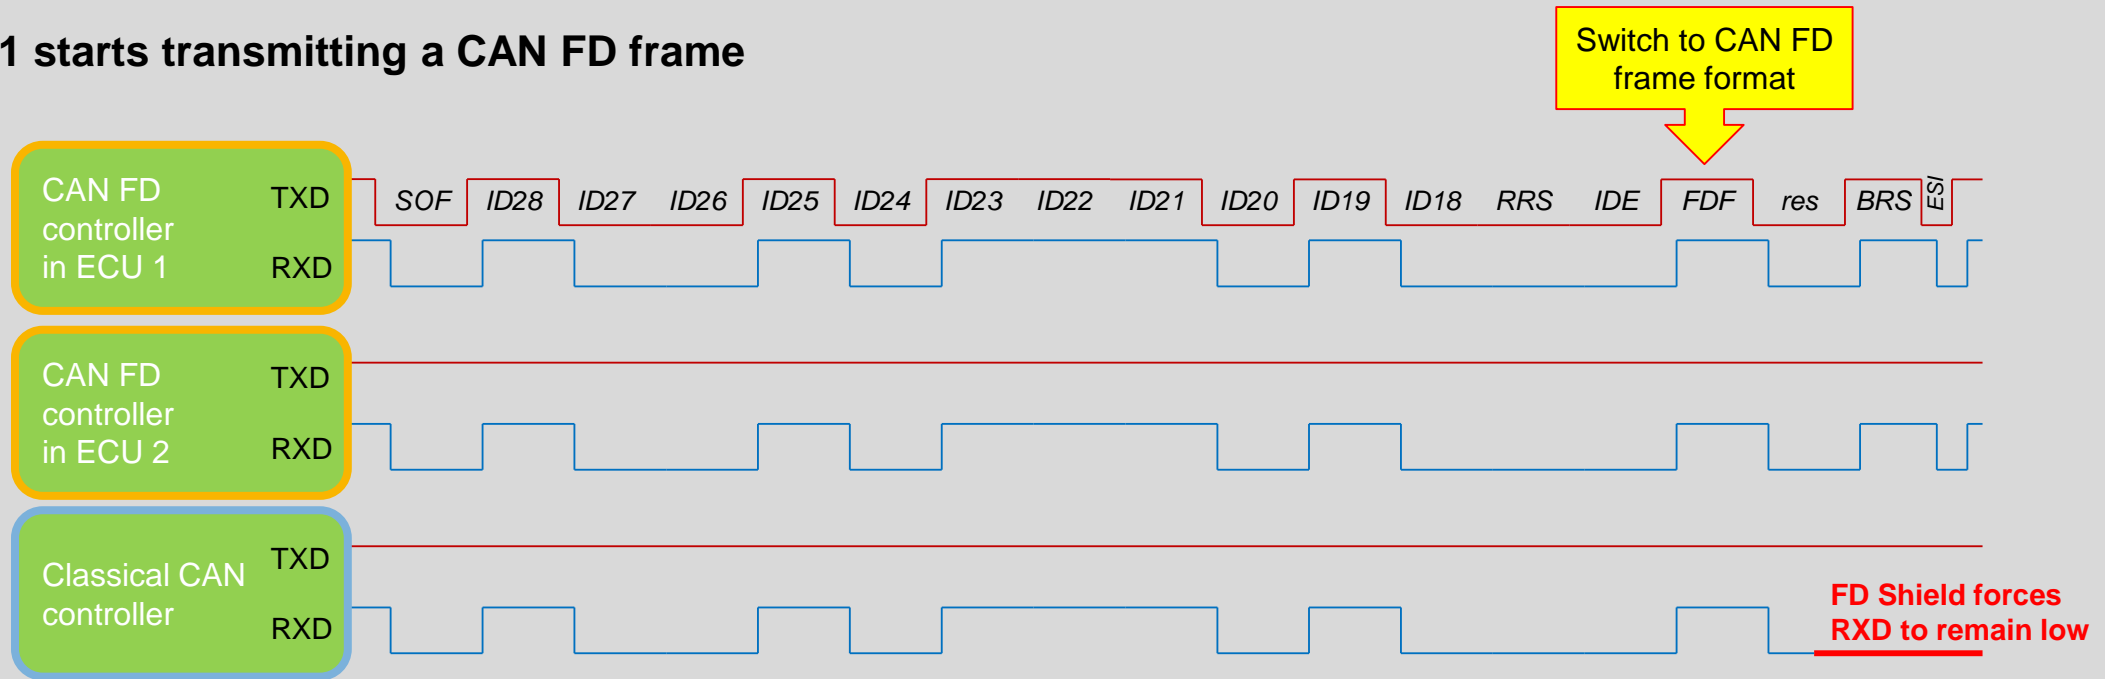 1 starts transmitting a CAN FD frame
Switch to CAN FD
frame format
CAN FD
controller
in ECU 1
TXD
RXD
SOF ID28 ID27 ID26 ID25 ID24 ID23 ID22 ID21 ID20 ID19 ID18 RRS IDE FDF res BRS ESI
CAN FD
controller
in ECU 2
TXD
RXD
Classical CAN
controller
TXD
RXD
FD Shield forces
RXD to remain low